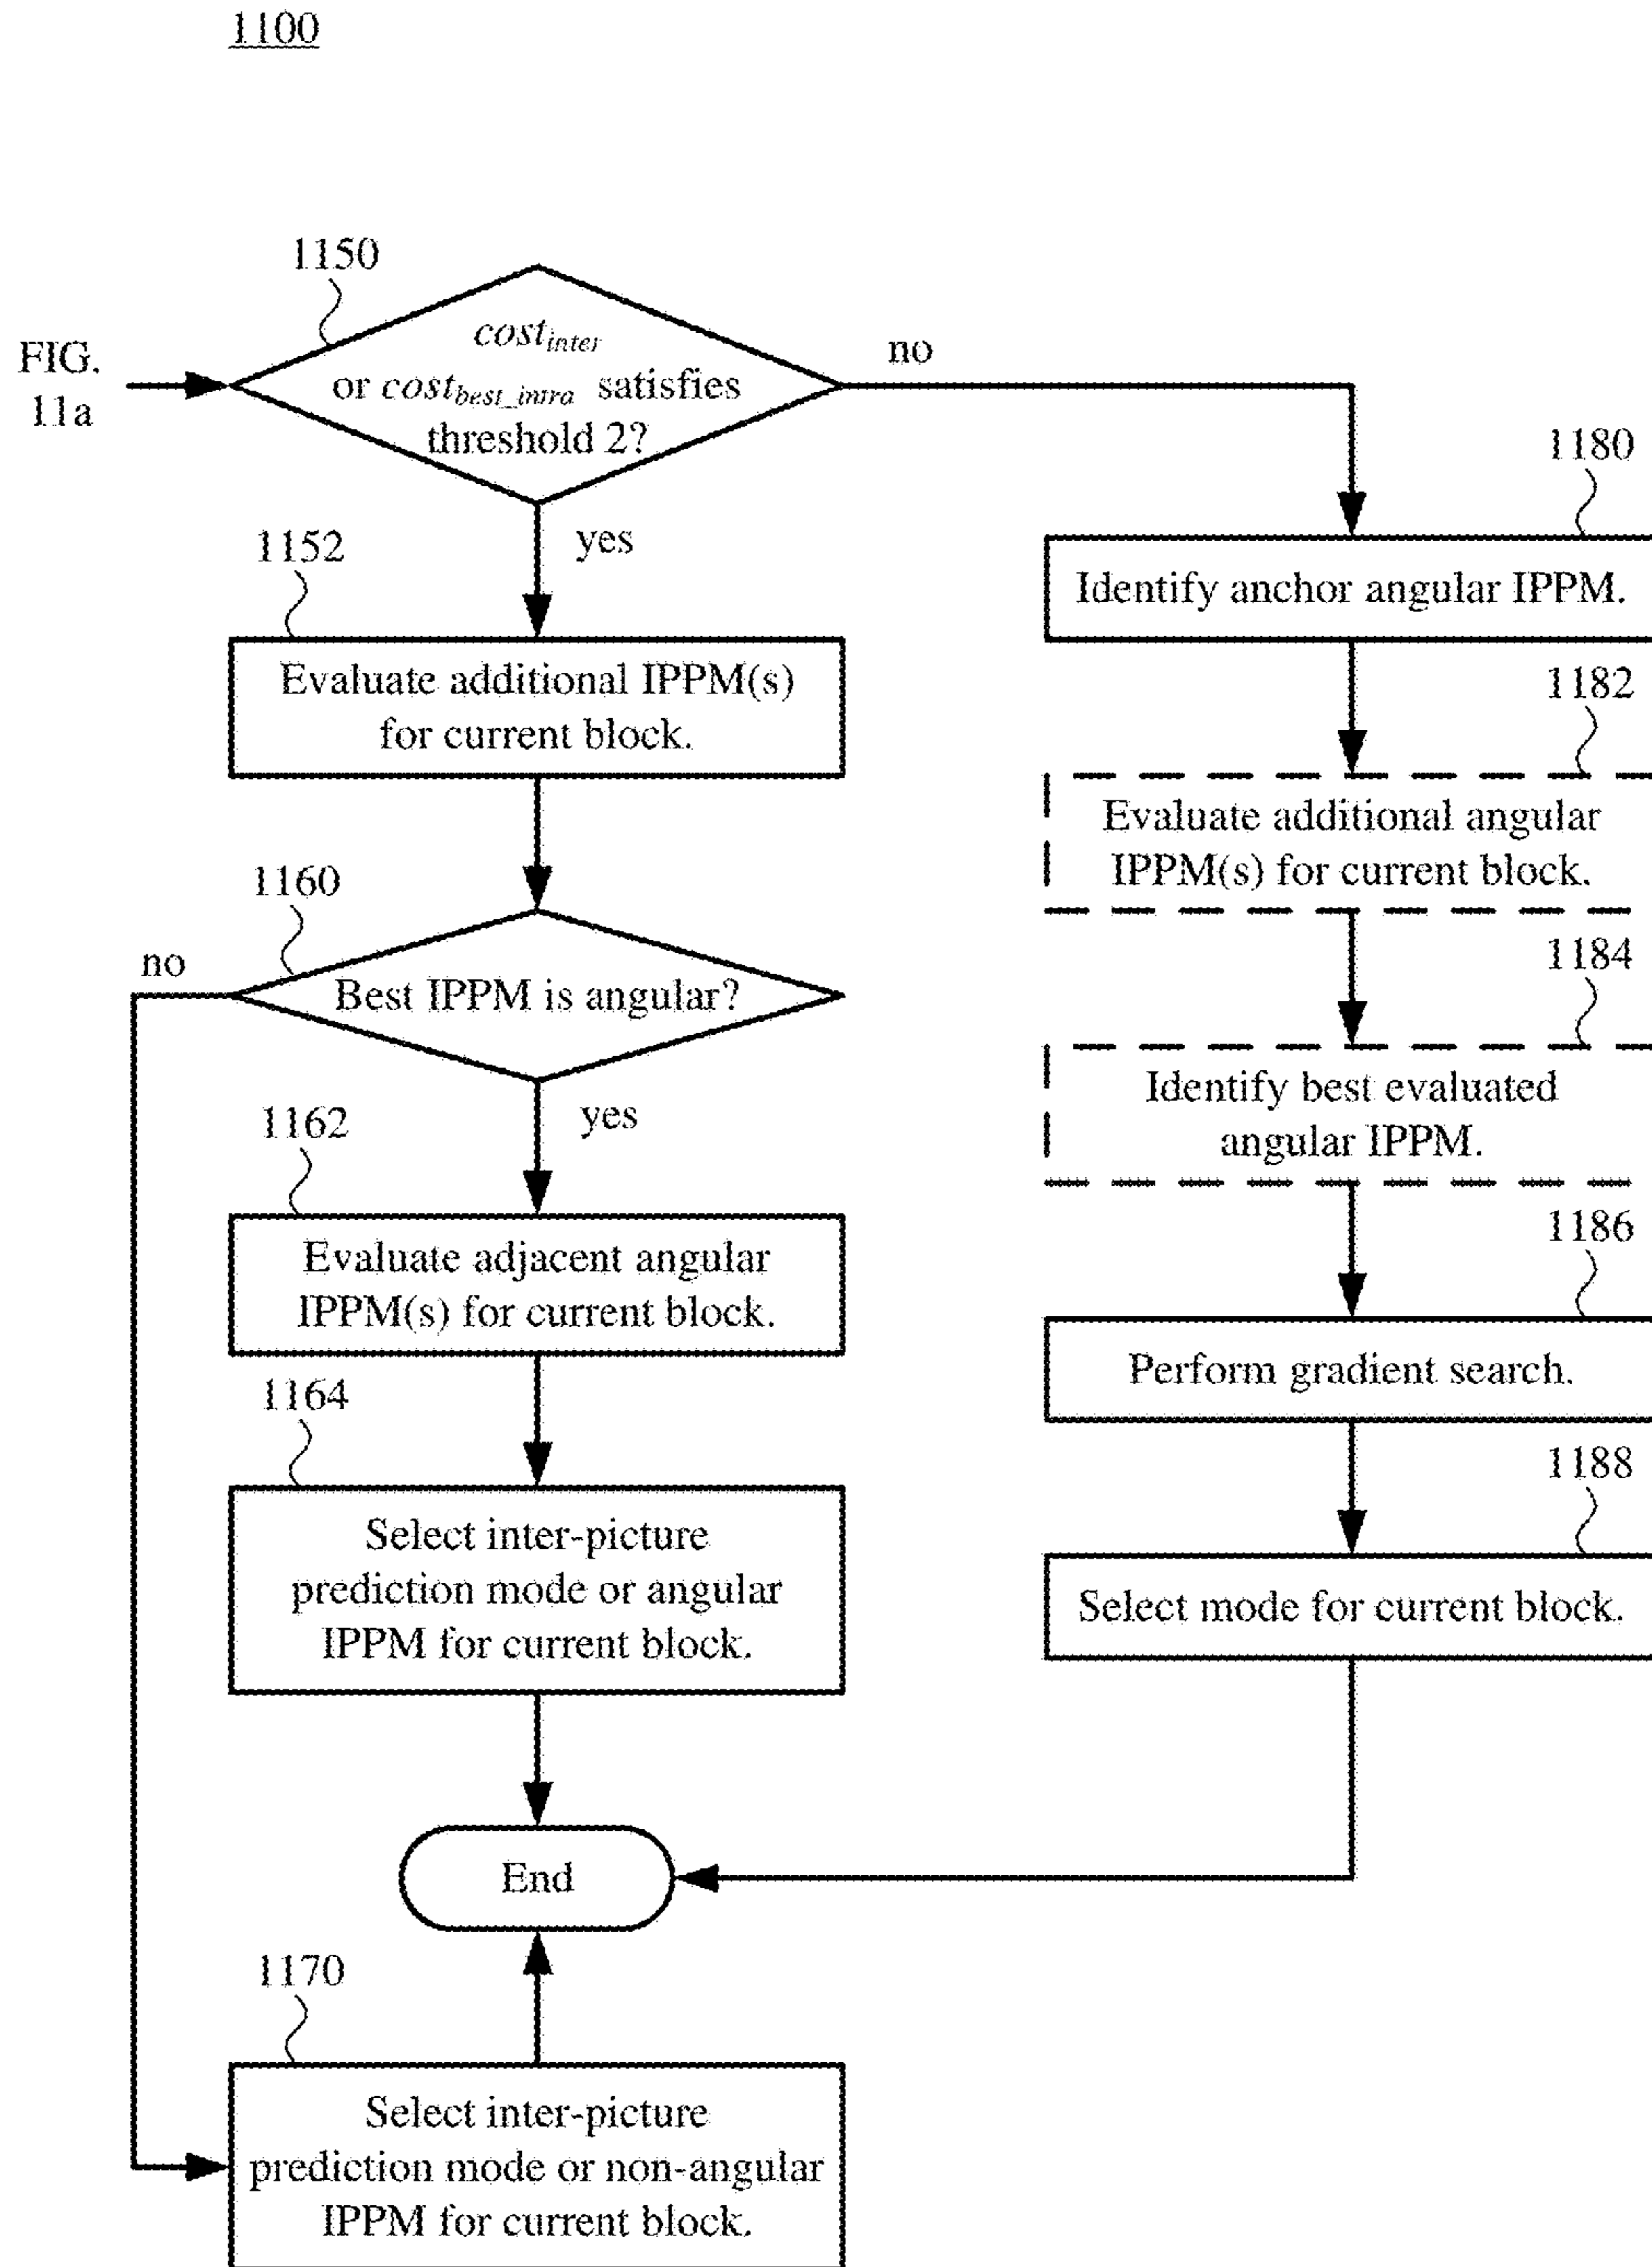 1100
1150
FIG.
11a
cost_inter
or cost_best_intra satisfies
threshold 2?
no
yes
1152
Evaluate additional IPPM(s)
for current block.
1160
no
Best IPPM is angular?
yes
1162
Evaluate adjacent angular
IPPM(s) for current block.
1164
Select inter-picture
prediction mode or angular
IPPM for current block.
End
1170
Select inter-picture
prediction mode or non-angular
IPPM for current block.
1180
Identify anchor angular IPPM.
1182
Evaluate additional angular
IPPM(s) for current block.
1184
Identify best evaluated
angular IPPM.
1186
Perform gradient search.
1188
Select mode for current block.